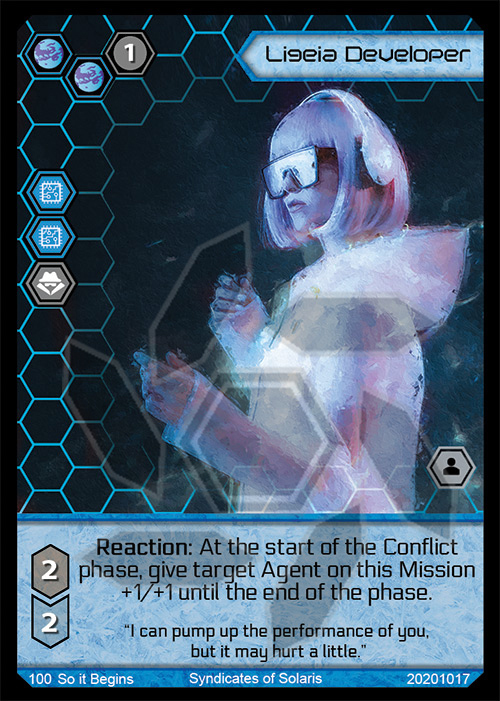 1
Ligeia Developer
2
2
Reaction: At the start of the Conflict
phase, give target Agent on this Mission
+1/+1 until the end of the phase.
“I can pump up the performance of you,
but it may hurt a little.”
100 So it Begins
Syndicates of Solaris
20201017